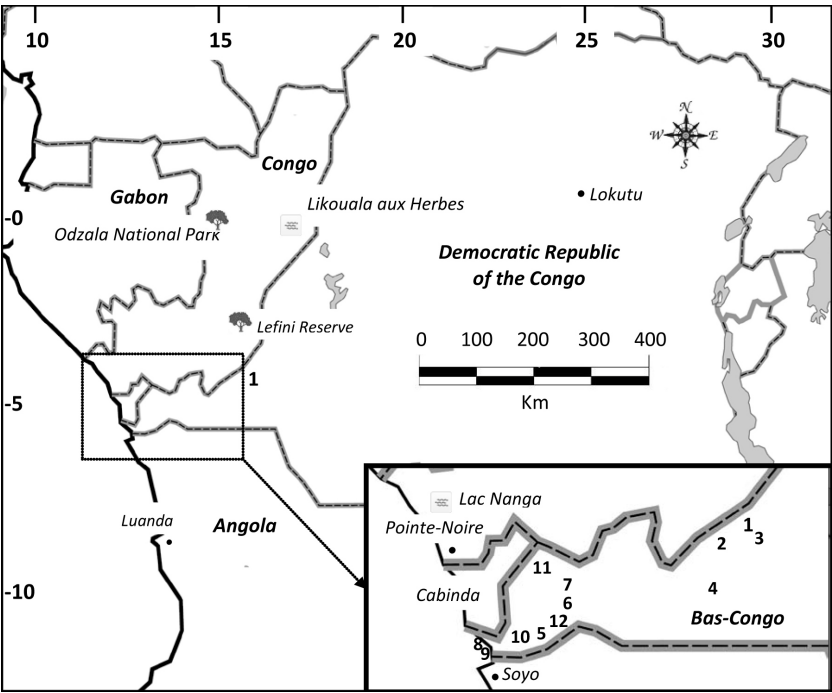 10 15 20 25 30
N
W E
S
Congo
Gabon
Likouala aux Herbes
Lokutu
-0
Odzala National Park
Democratic Republic
of the Congo
Lefini Reserve
0 100 200 300 400
Km
1
-5
Luanda
Angola
-10
Lac Nanga
Pointe-Noire
Cabinda
Bas-Congo
Soyo
1
2 3
11
7
4
6
12
10 5
8
9